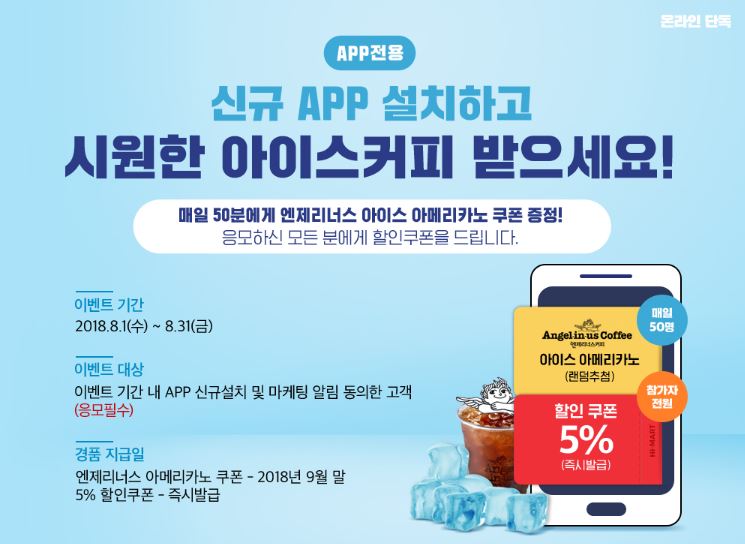 온라인 단독
APP전용
신규 APP 설치하고
시원한 아이스커피 받으세요!
매일 50분에게 엔제리너스 아이스 아메리카노 쿠폰 증정!
응모하신 모든 분에게 할인쿠폰을 드립니다.
이벤트 기간
2018.8.1(수) ~ 8.31(금)
이벤트 대상
이벤트 기간 내 APP 신규설치 및 마케팅 알림 동의한 고객
(응모필수)
경품 지급일
엔제리너스 아메리카노 쿠폰 - 2018년 9월 말
5% 할인쿠폰 - 즉시발급
매일
50명
Angel-in-us Coffee
엔제리너스커피
아이스 아메리카노
(랜덤추첨)
참가자
전원
할인 쿠폰
5%
(즉시발급)
HI-MART
Angel-in-us